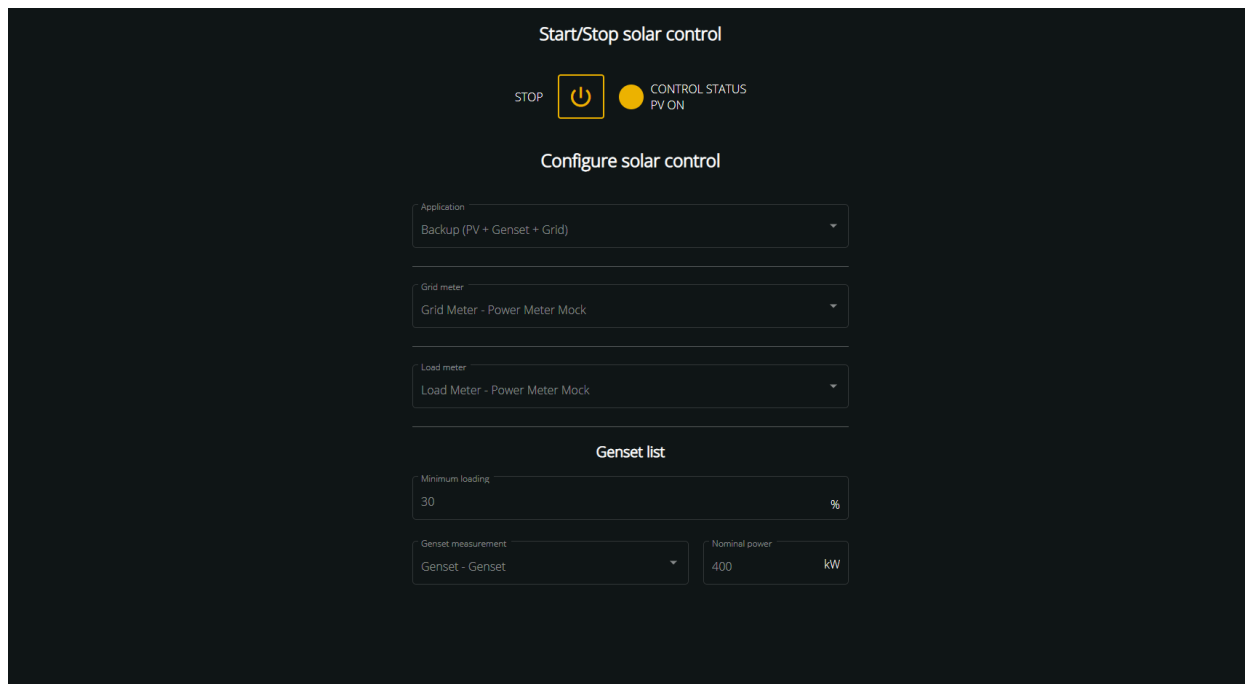 Start/Stop solar control
STOP
CONTROL STATUS
PV ON
Configure solar control
Application
Backup (PV + Genset + Grid)
Grid meter
Grid Meter - Power Meter Mock
Load meter
Load Meter - Power Meter Mock
Genset list
Minimum loading
30 %
Genset measurement
Genset - Genset
Nominal power
400 kW